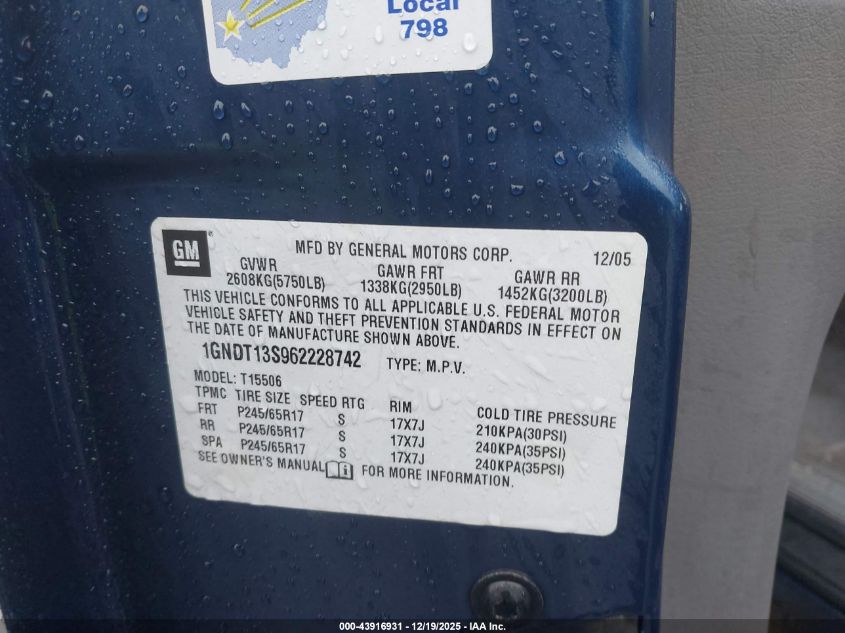 Local
798
GM
MFD BY GENERAL MOTORS CORP. 12/05
GVWR GAWR FRT GAWR RR
2608KG(5750LB) 1338KG(2950LB) 1452KG(3200LB)
THIS VEHICLE CONFORMS TO ALL APPLICABLE U.S. FEDERAL MOTOR
VEHICLE SAFETY AND THEFT PREVENTION STANDARDS IN EFFECT ON
THE DATE OF MANUFACTURE SHOWN ABOVE.
1GNDT13S962228742 TYPE: M.P.V.
MODEL: T15506
TPMC TIRE SIZE SPEED RTG RIM COLD TIRE PRESSURE
FRT P245/65R17 S 17X7J 210KPA(30PSI)
RR P245/65R17 S 17X7J 240KPA(35PSI)
SPA P245/65R17 S 17X7J 240KPA(35PSI)
SEE OWNER'S MANUAL FOR MORE INFORMATION.
000-43916931 - 12/19/2025 - IAA Inc.